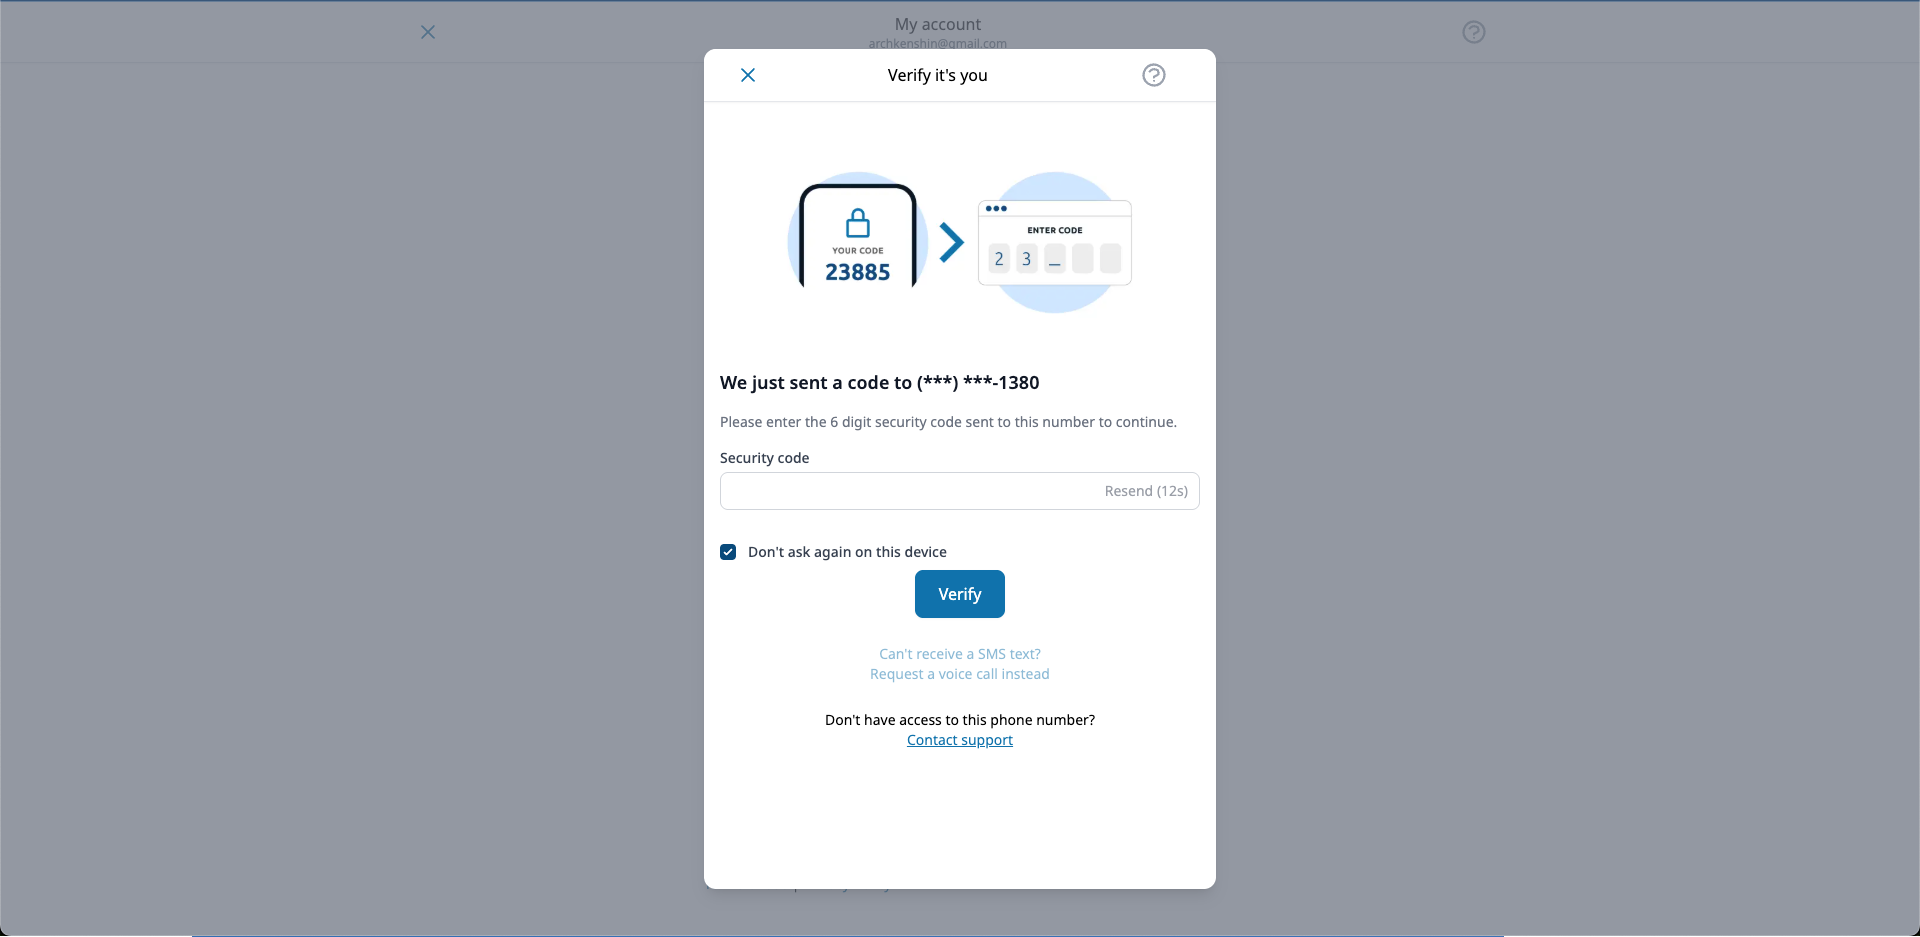 My account
archkenshin@gmail.com
Verify it's you
YOUR CODE
23885
ENTER CODE
2 3 _
We just sent a code to (***) ***-1380
Please enter the 6 digit security code sent to this number to continue.
Security code
Resend (12s)
Don't ask again on this device
Verify
Can't receive a SMS text?
Request a voice call instead
Don't have access to this phone number?
Contact support